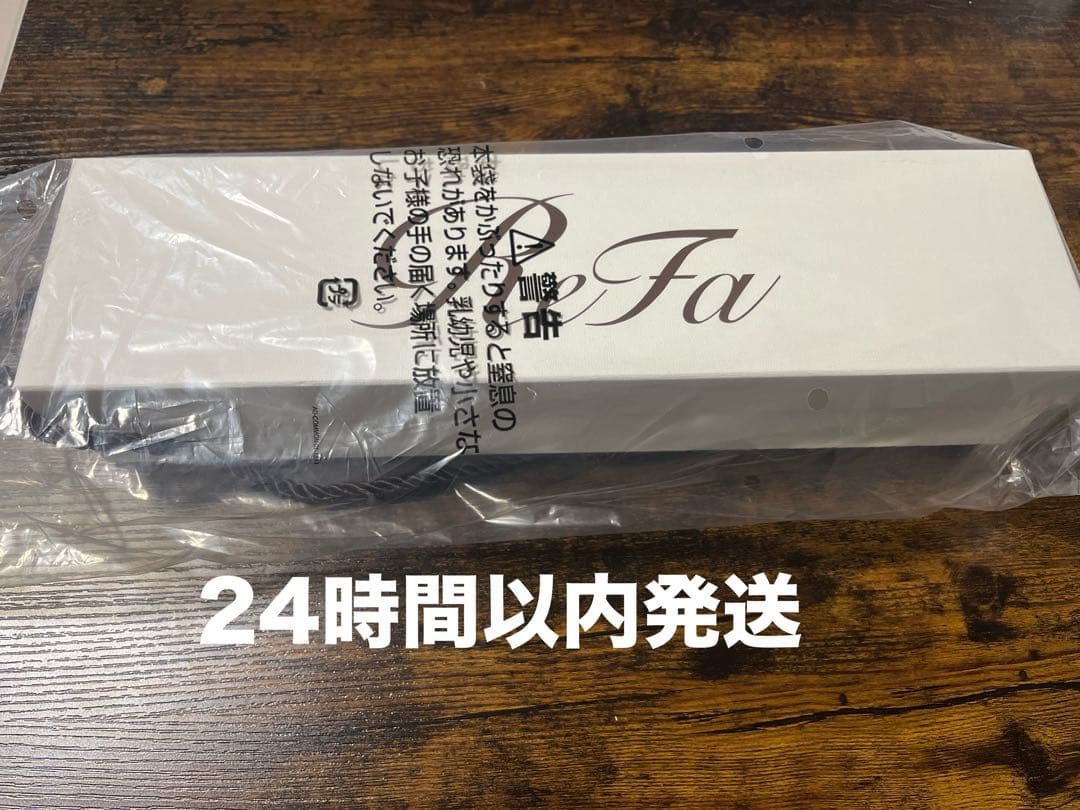 ReFa
⚠警告
本袋をかぶったりすると窒息の
恐れがあります。乳幼児や小さな
お子様の手の届く場所に放置
しないでください。
プラ
24時間以内発送